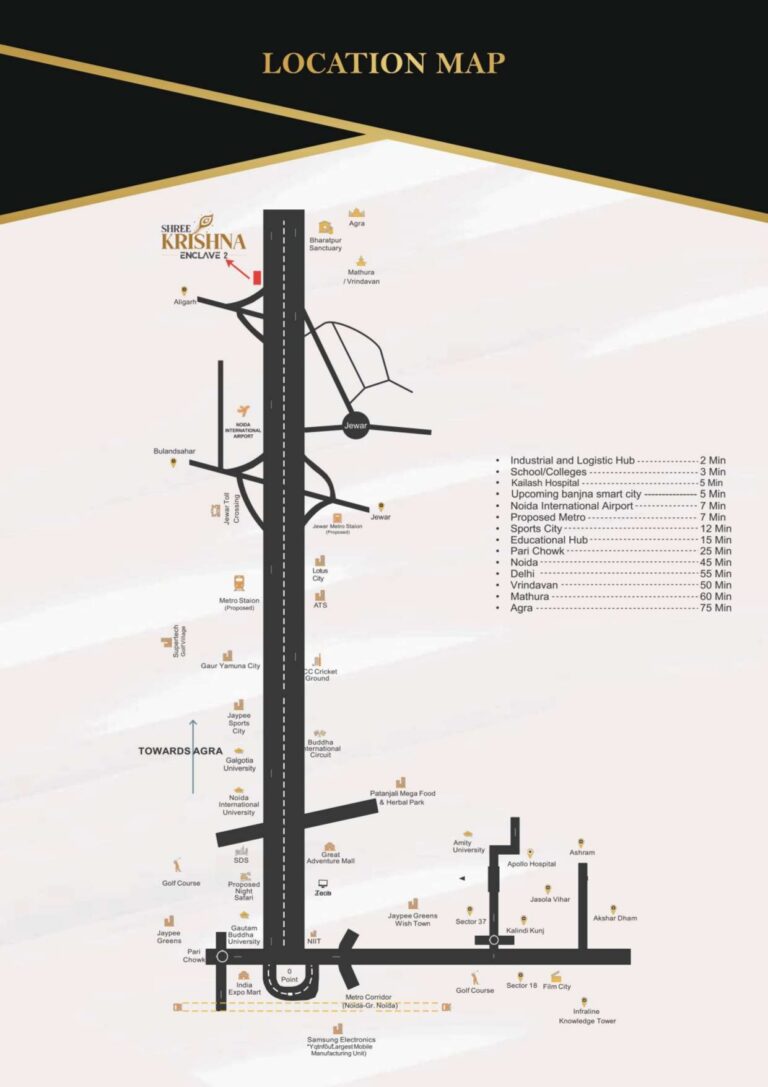 LOCATION MAP
SHREE
KRISHNA
ENCLAVE 2
Agra
Bharatpur
Sanctuary
Mathura
/ Vrindavan
Aligarh
NOIDA
INTERNATIONAL
AIRPORT
Jewar
Bulandsahar
Jewar Toll
Crossing
Jewar
Jewar Metro Staion
(Proposed)
• Industrial and Logistic Hub ---------------- 2 Min
• School/Colleges ---------------- 3 Min
• Kailash Hospital ---------------- 5 Min
• Upcoming banjna smart city ---------------- 5 Min
• Noida International Airport ---------------- 7 Min
• Proposed Metro ---------------- 7 Min
• Sports City ---------------- 12 Min
• Educational Hub ---------------- 15 Min
• Pari Chowk ---------------- 25 Min
• Noida ---------------- 45 Min
• Delhi ---------------- 55 Min
• Vrindavan ---------------- 50 Min
• Mathura ---------------- 60 Min
• Agra ---------------- 75 Min
Lotus
City
Metro Staion
(Proposed)
ATS
Supertech
Golf Village
Gaur Yamuna City
CC Cricket
Ground
Jaypee
Sports
City
TOWARDS AGRA
Galgotia
University
Buddha
ternational
Circuit
Noida
International
University
Patanjali Mega Food
& Herbal Park
SDS
Great
Adventure Mall
Golf Course
Proposed
Night
Safari
Jaypee
Greens
Gautam
Buddha
University
NIIT
Jaypee Greens
Wish Town
Amity
University
Apollo Hospital
Ashram
Jasola Vihar
Sector 37
Kalindi Kunj
Akshar Dham
Pari
Chowk
0
Point
India
Expo Mart
Metro Corridor
(Noida-Gr. Noida)
Golf Course
Sector 18
Film City
Infraline
Knowledge Tower
Samsung Electronics
Largest Mobile
Manufacturing Unit)